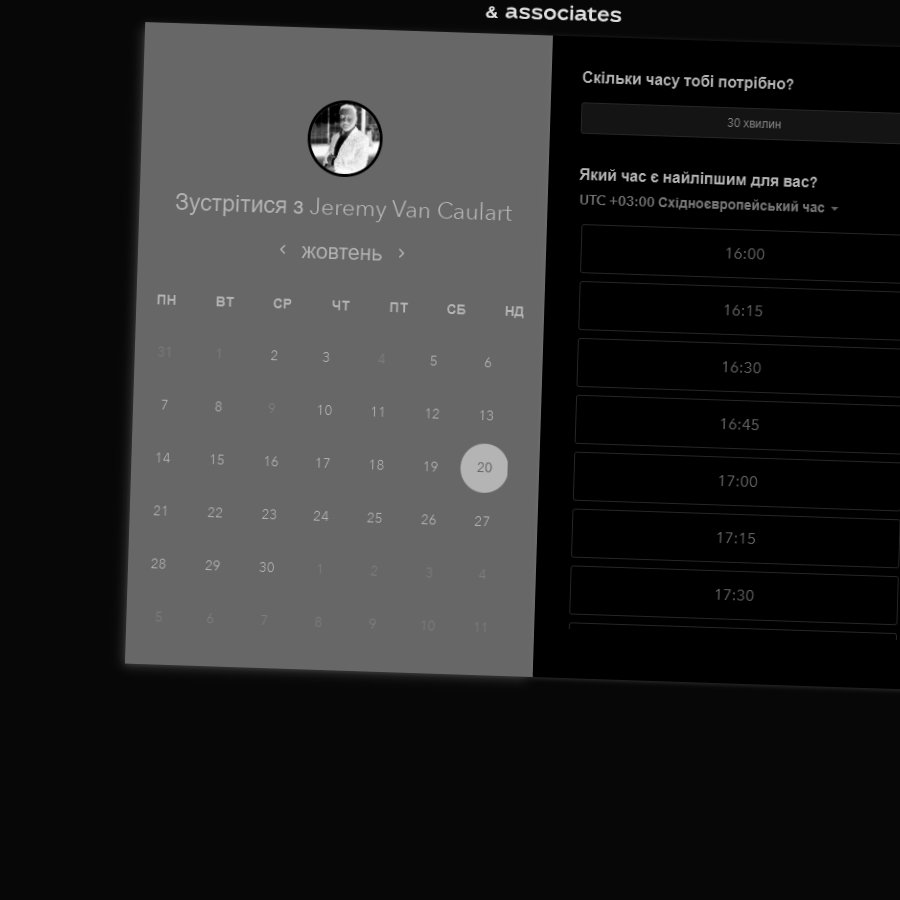 & associates
Зустрітися з Jeremy Van Caulart
жовтень
ПН ВТ СР ЧТ ПТ СБ НД
31 1 2 3 4 5 6
7 8 9 10 11 12 13
14 15 16 17 18 19 20
21 22 23 24 25 26 27
28 29 30 1 2 3 4
5 6 7 8 9 10 11
Скільки часу тобі потрібно?
30 хвилин
Який час є найліпшим для вас?
UTC +03:00 Східноєвропейський час
16:00
16:15
16:30
16:45
17:00
17:15
17:30